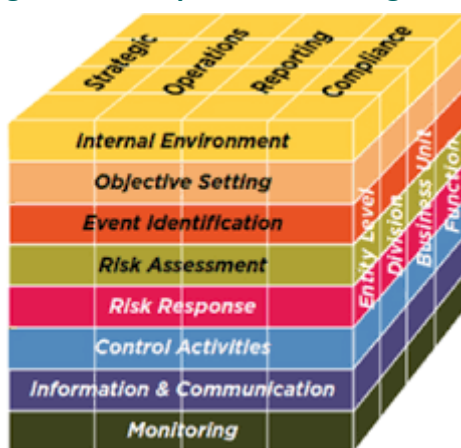 Strategic
Operations
Reporting
Compliance
Internal Environment
Objective Setting
Event Identification
Risk Assessment
Risk Response
Control Activities
Information & Communication
Monitoring
Entity Level
Division
Business Unit
Function